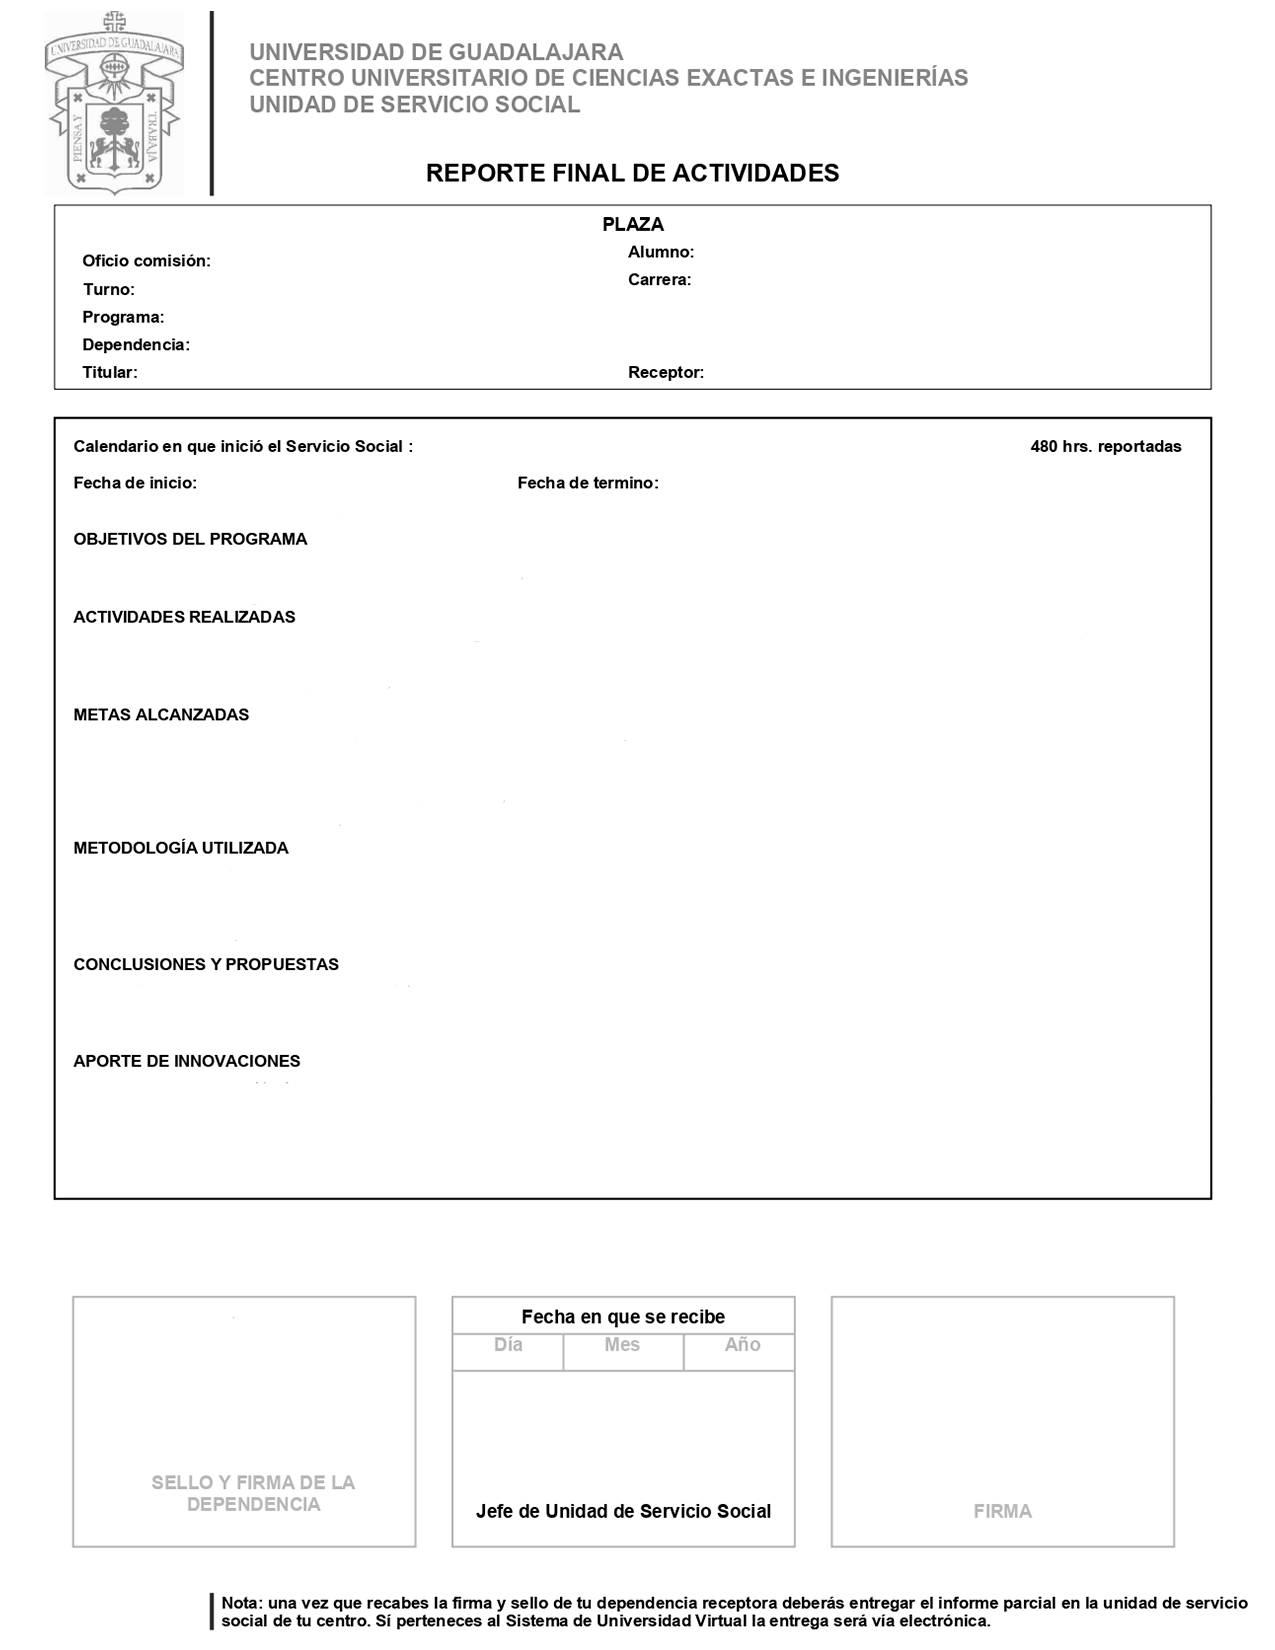 UNIVERSIDAD DE GUADALAJARA
PIENSA Y
TRABAJA
UNIVERSIDAD DE GUADALAJARA
CENTRO UNIVERSITARIO DE CIENCIAS EXACTAS E INGENIERÍAS
UNIDAD DE SERVICIO SOCIAL
REPORTE FINAL DE ACTIVIDADES
PLAZA
Oficio comisión:
Alumno:
Turno:
Carrera:
Programa:
Dependencia:
Titular:
Receptor:
Calendario en que inició el Servicio Social :
480 hrs. reportadas
Fecha de inicio:
Fecha de termino:
OBJETIVOS DEL PROGRAMA
ACTIVIDADES REALIZADAS
METAS ALCANZADAS
METODOLOGÍA UTILIZADA
CONCLUSIONES Y PROPUESTAS
APORTE DE INNOVACIONES
SELLO Y FIRMA DE LA
DEPENDENCIA
Fecha en que se recibe
Día Mes Año
Jefe de Unidad de Servicio Social
FIRMA
Nota: una vez que recabes la firma y sello de tu dependencia receptora deberás entregar el informe parcial en la unidad de servicio
social de tu centro. Sí perteneces al Sistema de Universidad Virtual la entrega será vía electrónica.